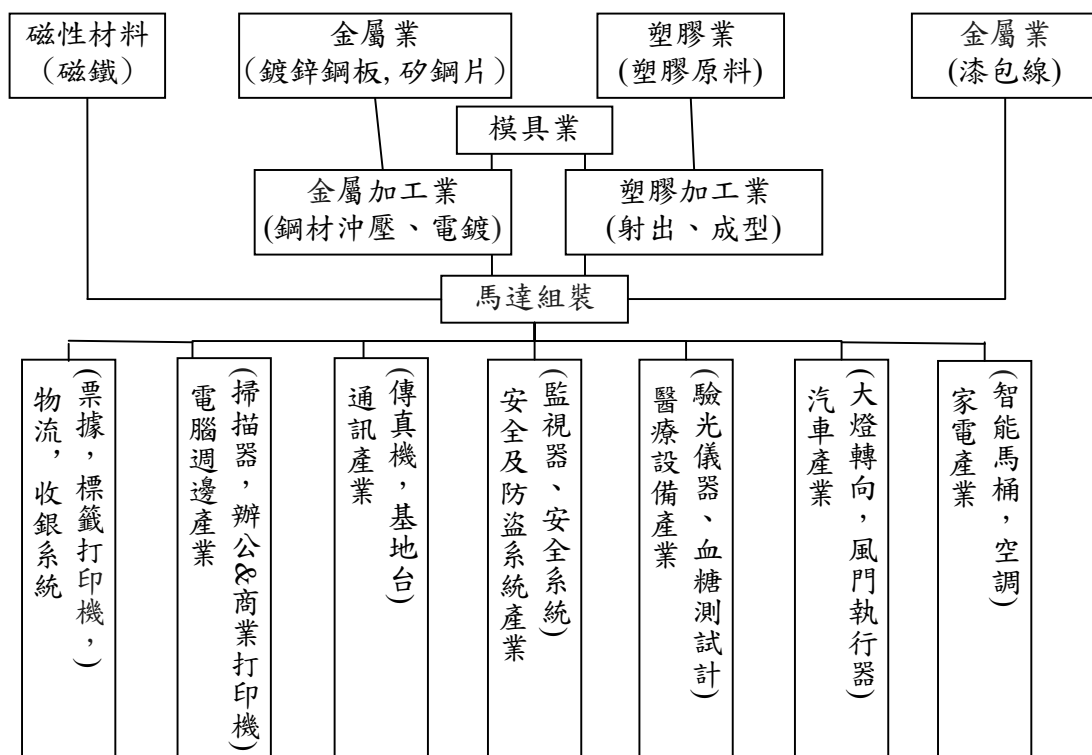 磁性材料
(磁鐵)
金屬業
(鍍鋅鋼板,矽鋼片)
塑膠業
(塑膠原料)
金屬業
(漆包線)
模具業
金屬加工業
(鋼材沖壓、電鍍)
塑膠加工業
(射出、成型)
馬達組裝
物流，收銀系統
(票據，標籤打印機，)
電腦週邊產業
(掃描器，辦公&商業打印機)
通訊產業
(傳真機，基地台)
安全及防盜系統產業
(監視器、安全系統)
醫療設備產業
(驗光儀器、血糖測試計)
汽車產業
(大燈轉向，風門執行器)
家電產業
(智能馬桶，空調)